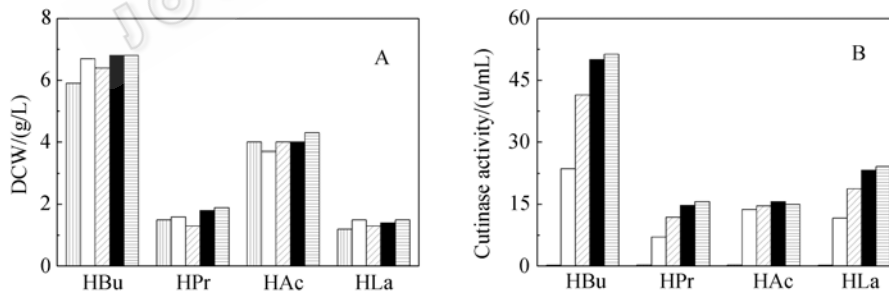 J O
A
8
6
4
2
0
DCW/(g/L)
HBu HPr HAc HLa
B
60
45
30
15
0
Cutinase activity/(u/mL)
HBu HPr HAc HLa